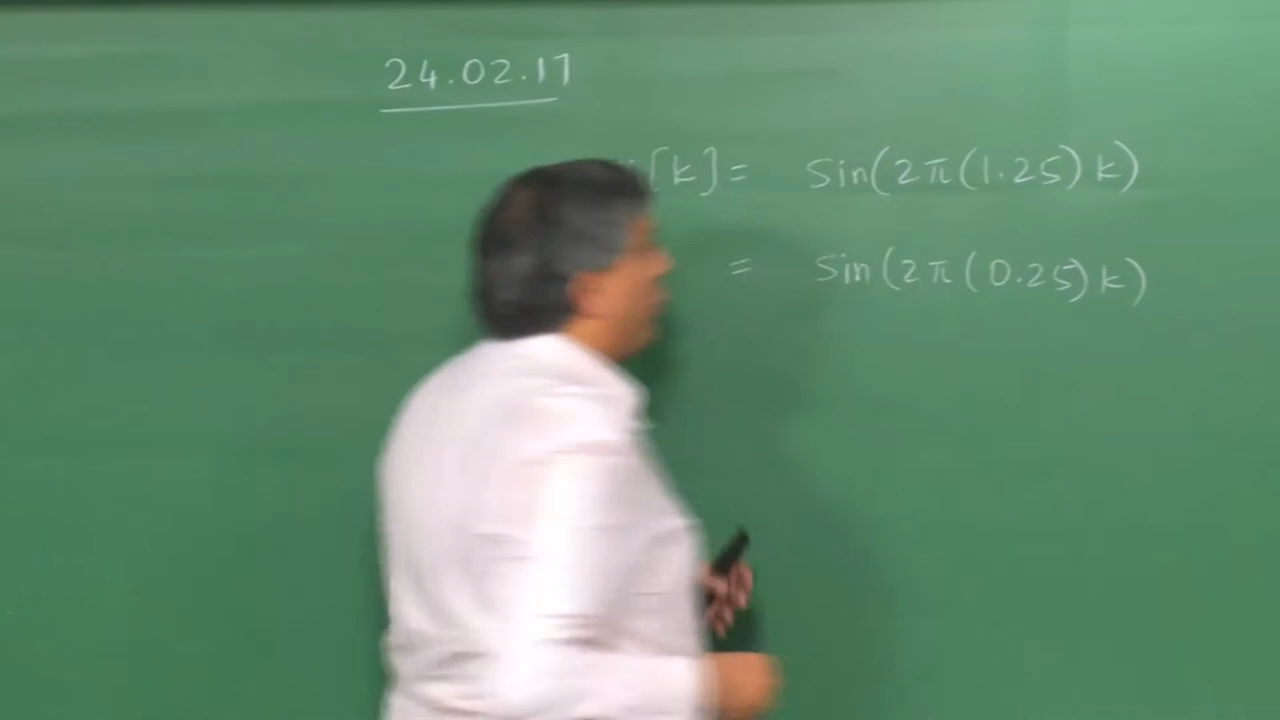 24.02.17
[k] = Sin(2π(1.25)k)
= Sin(2π(0.25)k)